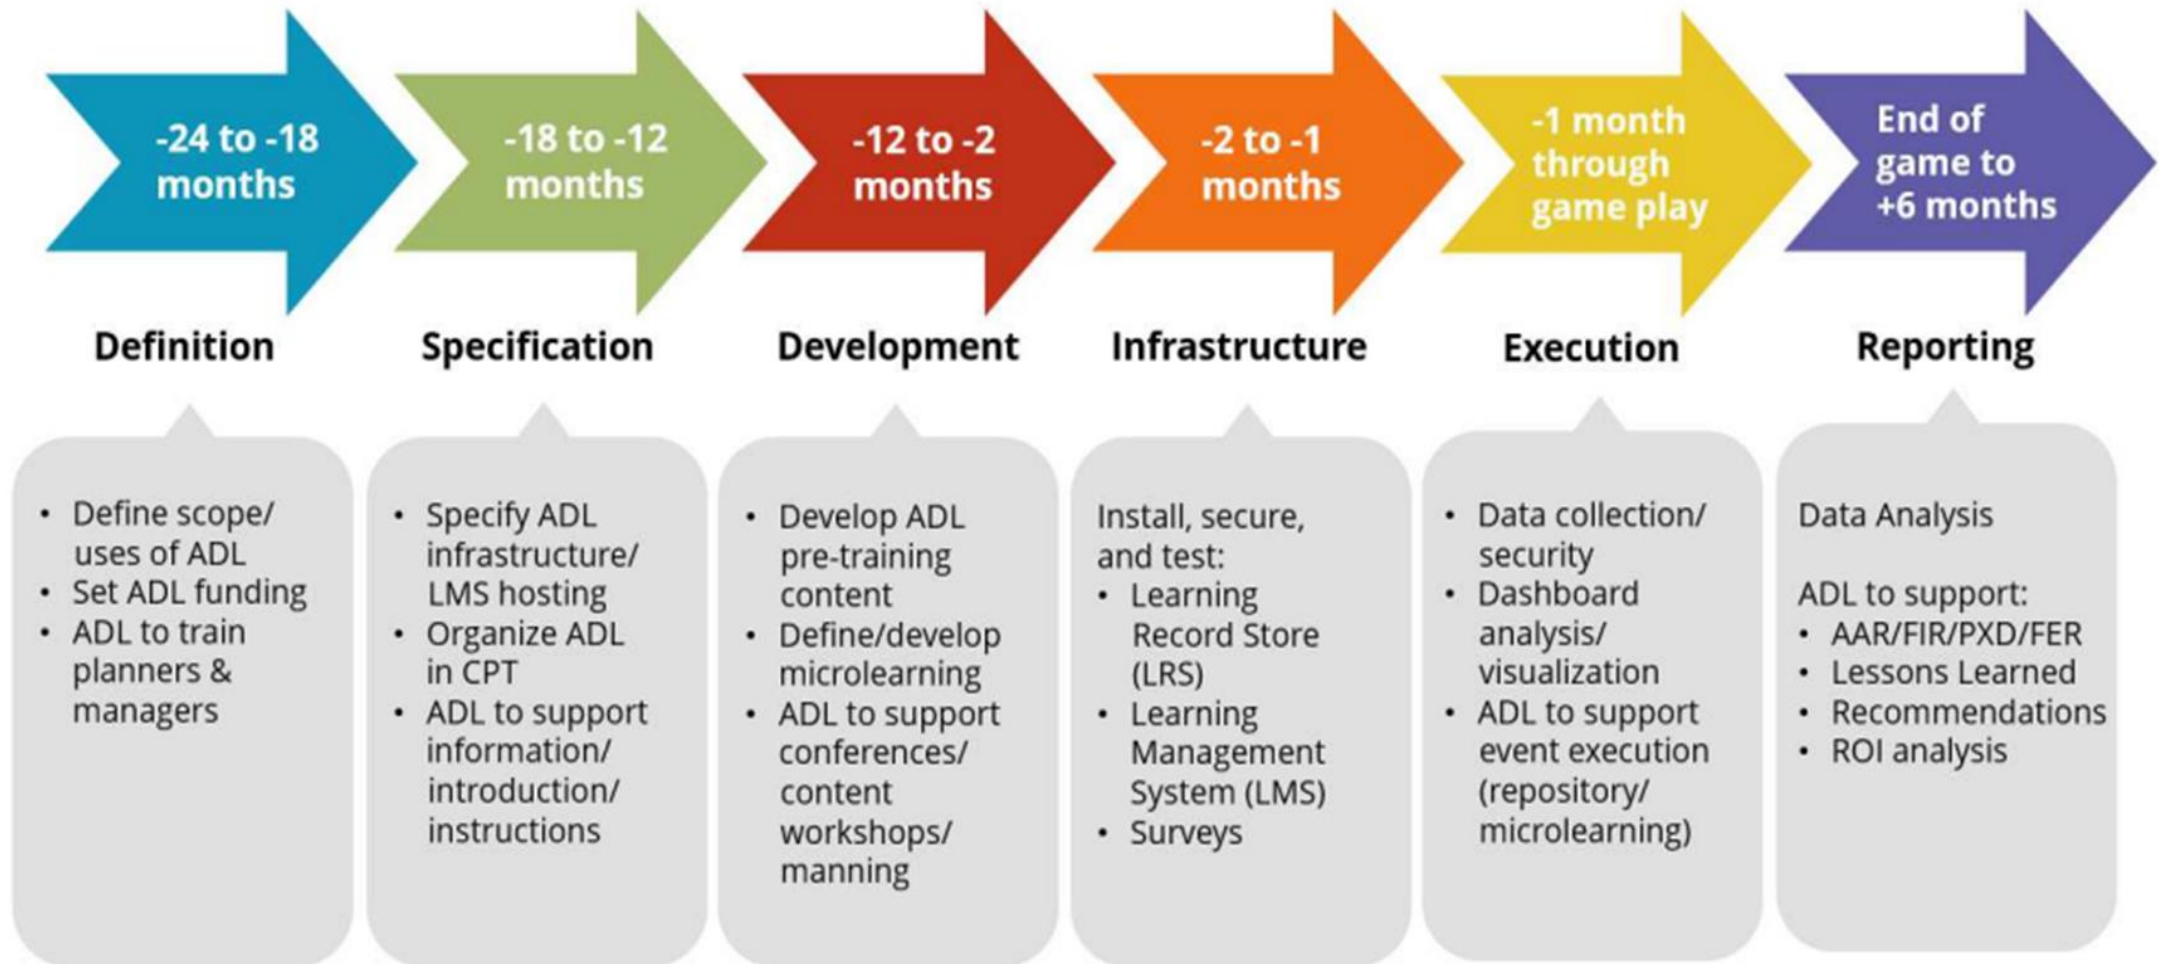 -24 to -18
months
-18 to -12
months
-12 to -2
months
-2 to -1
months
-1 month
through
game play
End of
game to
+6 months
Definition
Specification
Development
Infrastructure
Execution
Reporting
• Define scope/
uses of ADL
• Set ADL funding
• ADL to train
planners &
managers
• Specify ADL
infrastructure/
LMS hosting
• Organize ADL
in CPT
• ADL to support
information/
introduction/
instructions
• Develop ADL
pre-training
content
• Define/develop
microlearning
• ADL to support
conferences/
content
workshops/
manning
Install, secure,
and test:
• Learning
Record Store
(LRS)
• Learning
Management
System (LMS)
• Surveys
• Data collection/
security
• Dashboard
analysis/
visualization
• ADL to support
event execution
(repository/
microlearning)
Data Analysis
ADL to support:
• AAR/FIR/PXD/FER
• Lessons Learned
• Recommendations
• ROI analysis